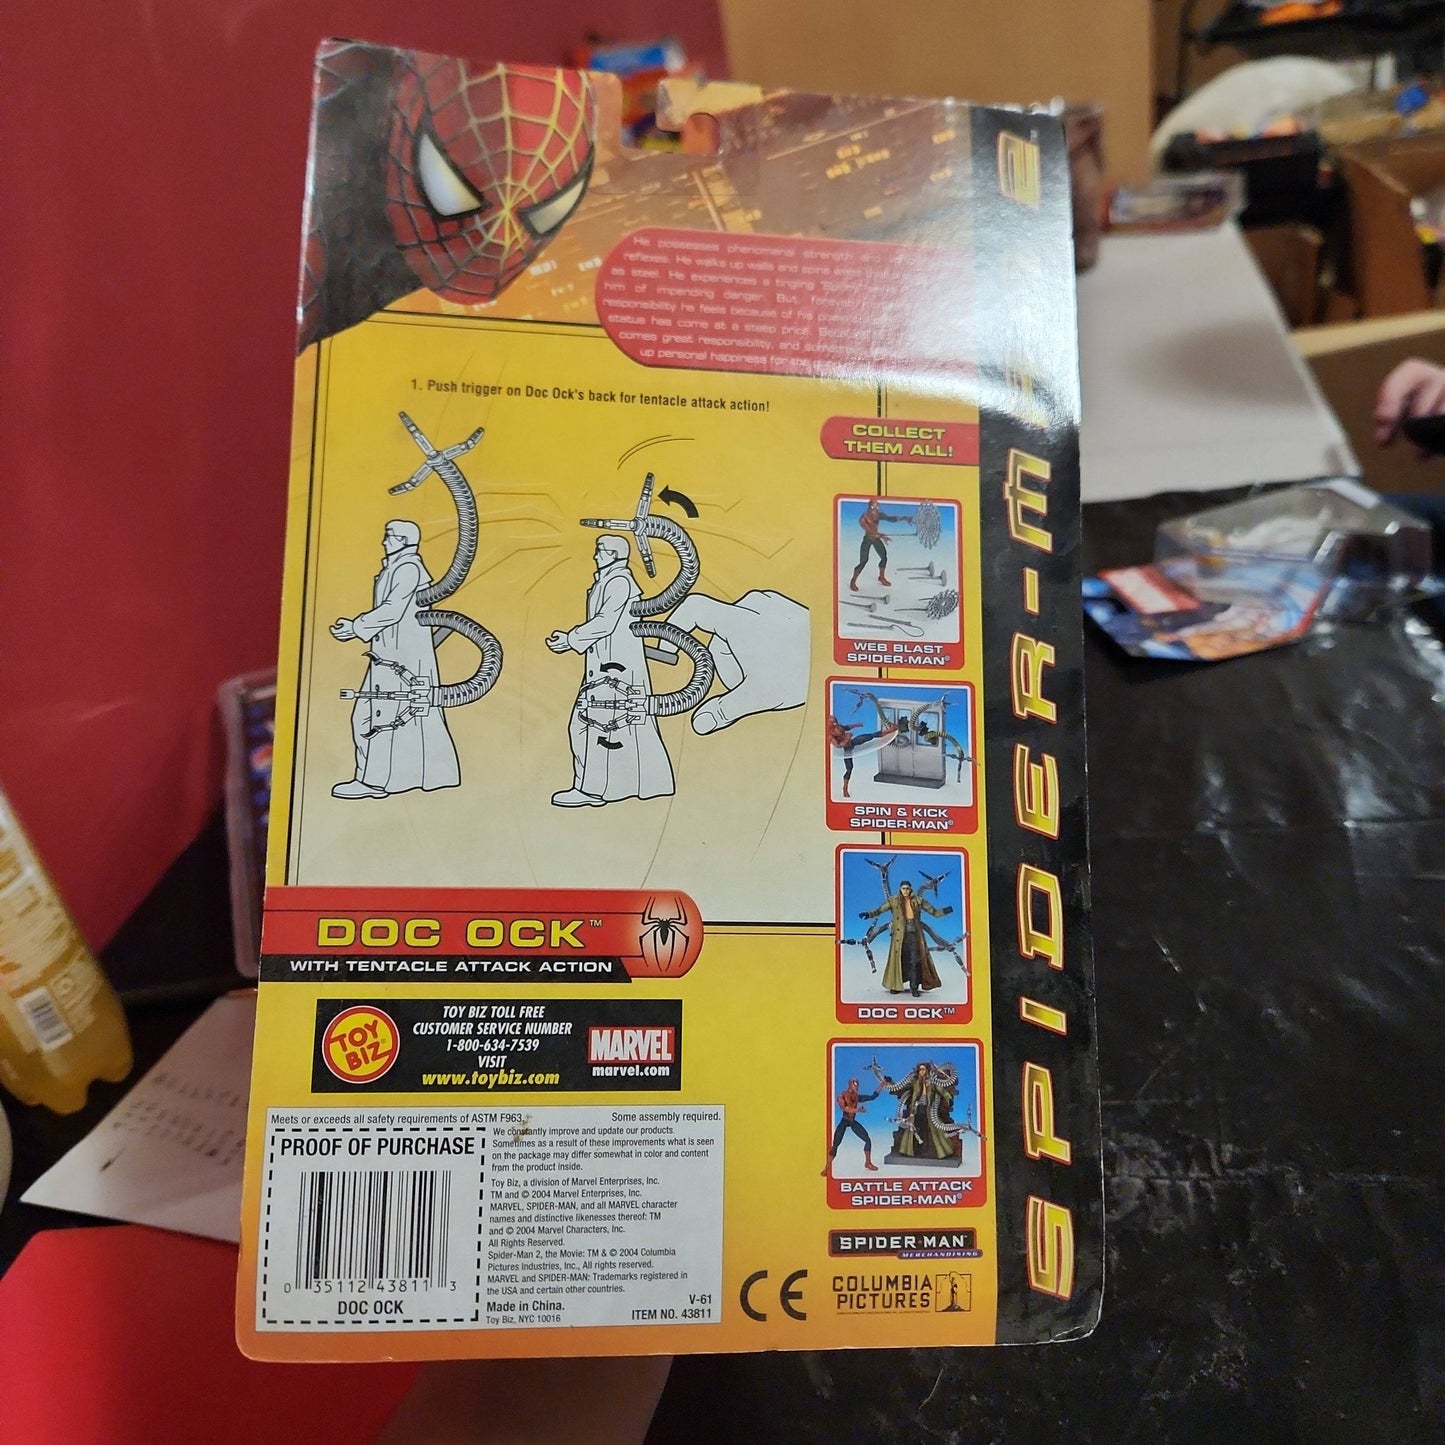 He possesses phenomenal strength and
reflexes. He walks up walls and spins webs
as steel. He experiences a tingling
him of impending danger. But,
responsibility he feels because of his
status has come at a steep price.
comes great responsibility, and
up personal happiness for the
1. Push trigger on Doc Ock's back for tentacle attack action!
COLLECT
THEM ALL!
WEB BLAST
SPIDER-MAN®
SPIN & KICK
SPIDER-MAN®
DOC OCK™
BATTLE ATTACK
SPIDER-MAN®
SPIDER-MAN 2
DOC OCK™
WITH TENTACLE ATTACK ACTION
TOY
BIZ
TOY BIZ TOLL FREE
CUSTOMER SERVICE NUMBER
1-800-634-7539
VISIT
www.toybiz.com
MARVEL
marvel.com
Meets or exceeds all safety requirements of ASTM F963.
Some assembly required.
PROOF OF PURCHASE
0 35112 43811 3
DOC OCK
We constantly improve and update our products.
Sometimes as a result of these improvements what is seen
on the package may differ somewhat in color and content
from the product inside.
Toy Biz, a division of Marvel Enterprises, Inc.
TM and © 2004 Marvel Enterprises, Inc.
MARVEL, SPIDER-MAN, and all MARVEL character
names and distinctive likenesses thereof: TM
and © 2004 Marvel Characters, Inc.
All Rights Reserved.
Spider-Man 2, the Movie: TM & © 2004 Columbia
Pictures Industries, Inc., All rights reserved.
MARVEL and SPIDER-MAN: Trademarks registered in
the USA and certain other countries.
Made in China.
Toy Biz, NYC 10016
V-61
ITEM NO. 43811
CE
SPIDER-MAN
MERCHANDISING
COLUMBIA
PICTURES